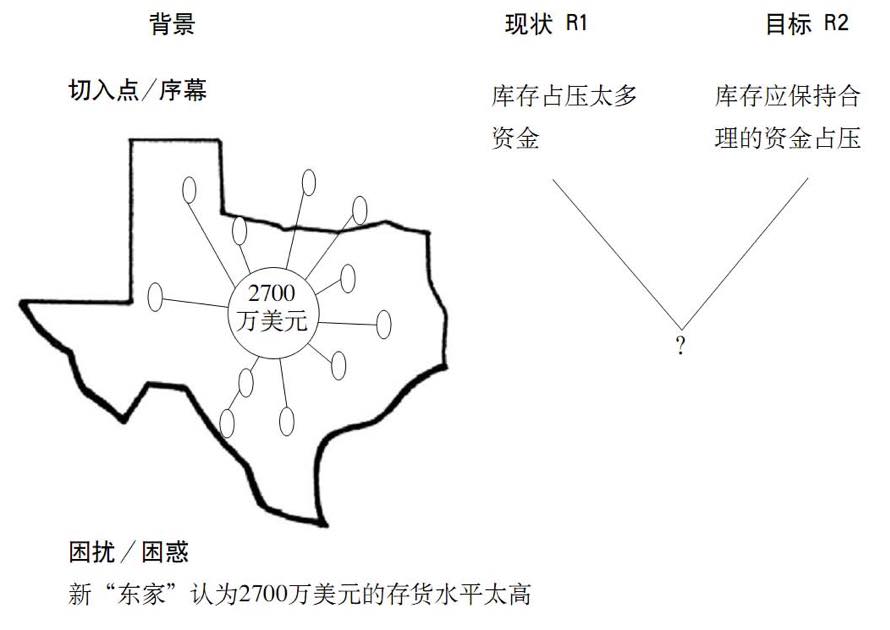 背景
现状 R1
目标 R2
切入点／序幕
库存占压太多
资金
库存应保持合
理的资金占压
2700
万美元
?
困扰／困惑
新“东家”认为2700万美元的存货水平太高